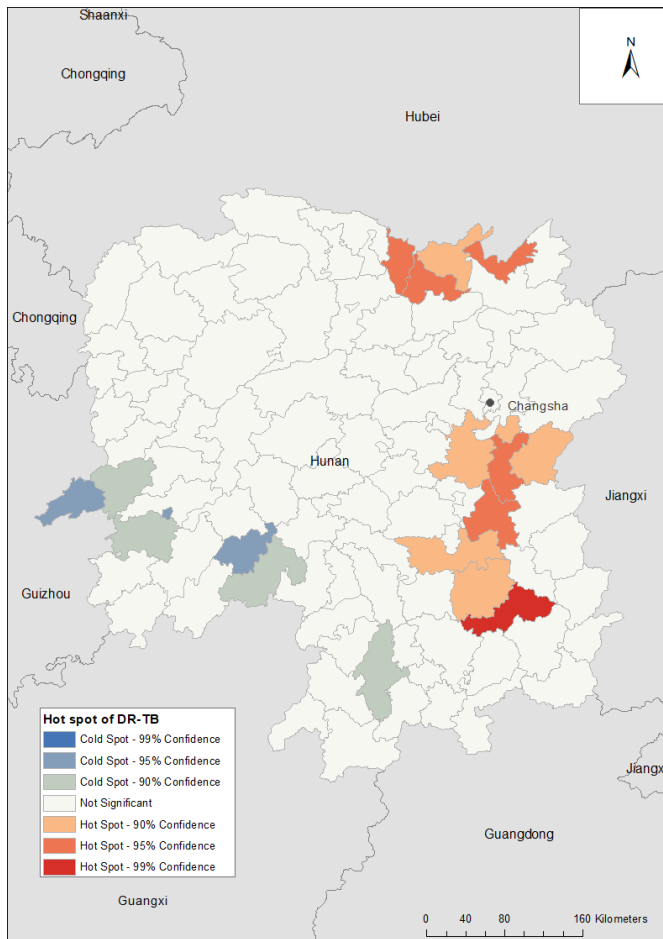 Shaanxi
N
Chongqing
Hubei
Chongqing
Changsha
Hunan
Jiangxi
Guizhou
Hot spot of DR-TB
Cold Spot - 99% Confidence
Cold Spot - 95% Confidence
Cold Spot - 90% Confidence
Not Significant
Hot Spot - 90% Confidence
Hot Spot - 95% Confidence
Hot Spot - 99% Confidence
Jiangx
Guangdong
Guangxi
0 40 80 160 Kilometers